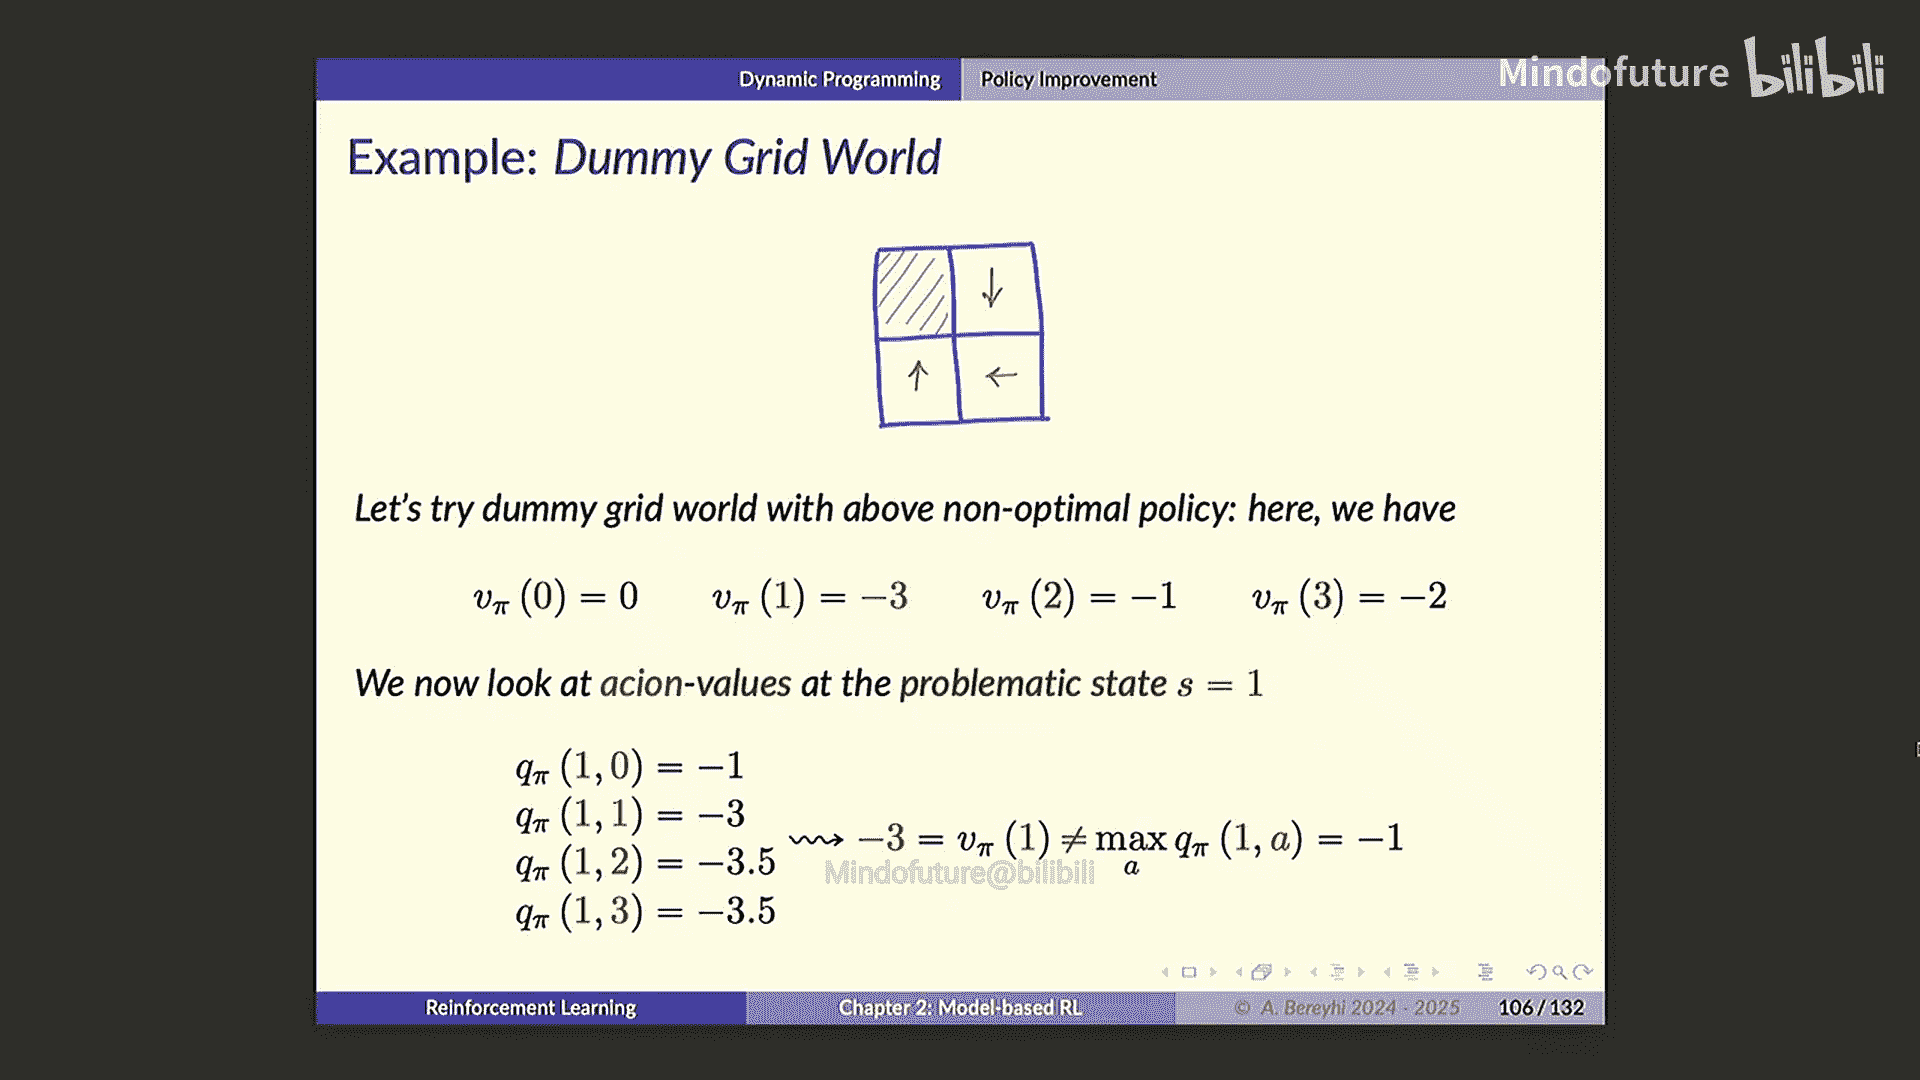 Dynamic Programming Policy Improvement
Mindofuture bilibili
Example: Dummy Grid World
Let's try dummy grid world with above non-optimal policy: here, we have
vπ (0) = 0 vπ (1) = −3 vπ (2) = −1 vπ (3) = −2
We now look at acion-values at the problematic state s = 1
qπ (1, 0) = −1
qπ (1, 1) = −3
⇝ −3 = vπ (1) ≠ max_a qπ (1, a) = −1
qπ (1, 2) = −3.5
Mindofuture@bilibili
qπ (1, 3) = −3.5
Reinforcement Learning Chapter 2: Model-based RL © A. Bereyhi 2024 - 2025 106 / 132